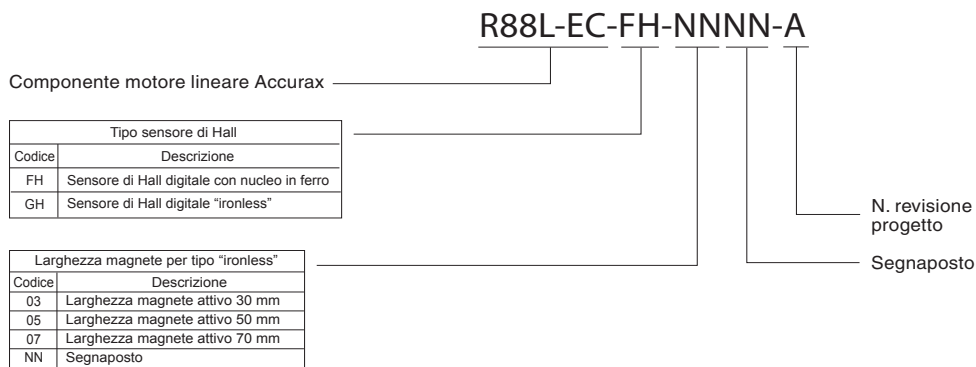 R88L-EC-FH-NNNN-A
Componente motore lineare Accurax
Tipo sensore di Hall
Codice Descrizione
FH Sensore di Hall digitale con nucleo in ferro
GH Sensore di Hall digitale “ironless”
N. revisione
progetto
Segnaposto
Larghezza magnete per tipo “ironless”
Codice Descrizione
03 Larghezza magnete attivo 30 mm
05 Larghezza magnete attivo 50 mm
07 Larghezza magnete attivo 70 mm
NN Segnaposto